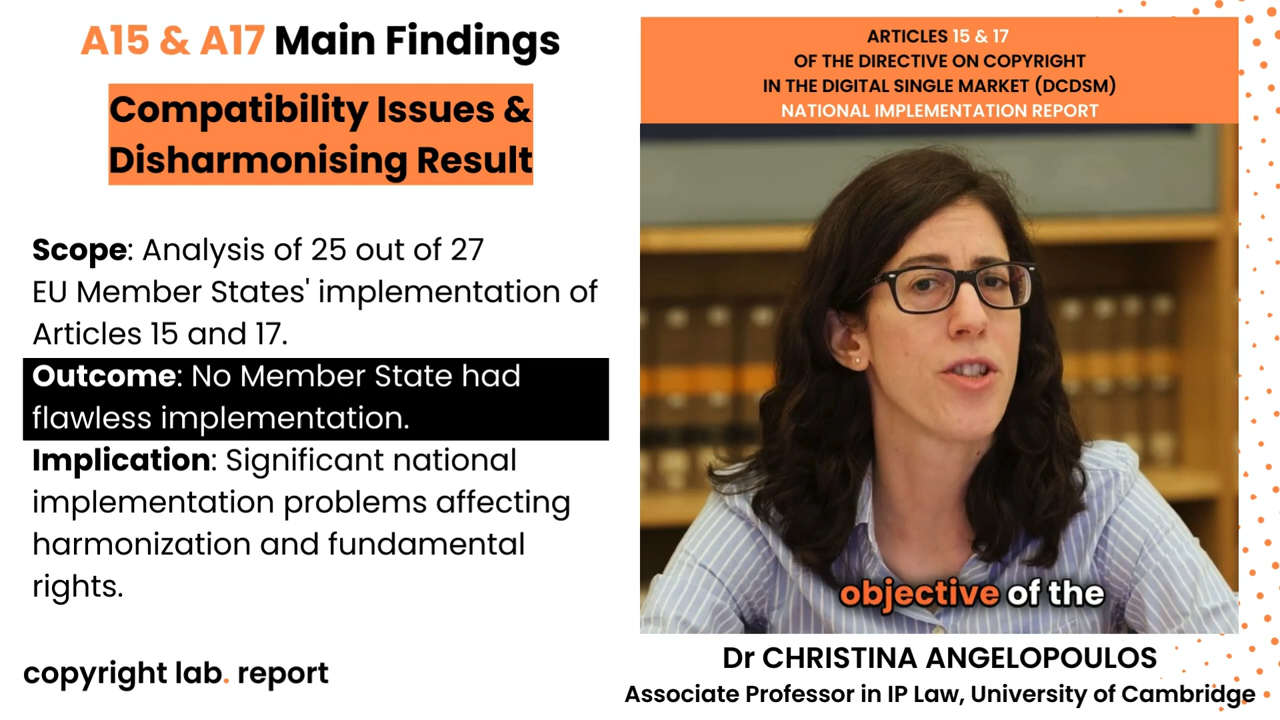 A15 & A17 Main Findings
Compatibility Issues &
Disharmonising Result
Scope: Analysis of 25 out of 27
EU Member States' implementation of
Articles 15 and 17.
Outcome: No Member State had
flawless implementation.
Implication: Significant national
implementation problems affecting
harmonization and fundamental
rights.
copyright lab. report
ARTICLES 15 & 17
OF THE DIRECTIVE ON COPYRIGHT
IN THE DIGITAL SINGLE MARKET (DCDSM)
NATIONAL IMPLEMENTATION REPORT
objective of the
Dr CHRISTINA ANGELOPOULOS
Associate Professor in IP Law, University of Cambridge